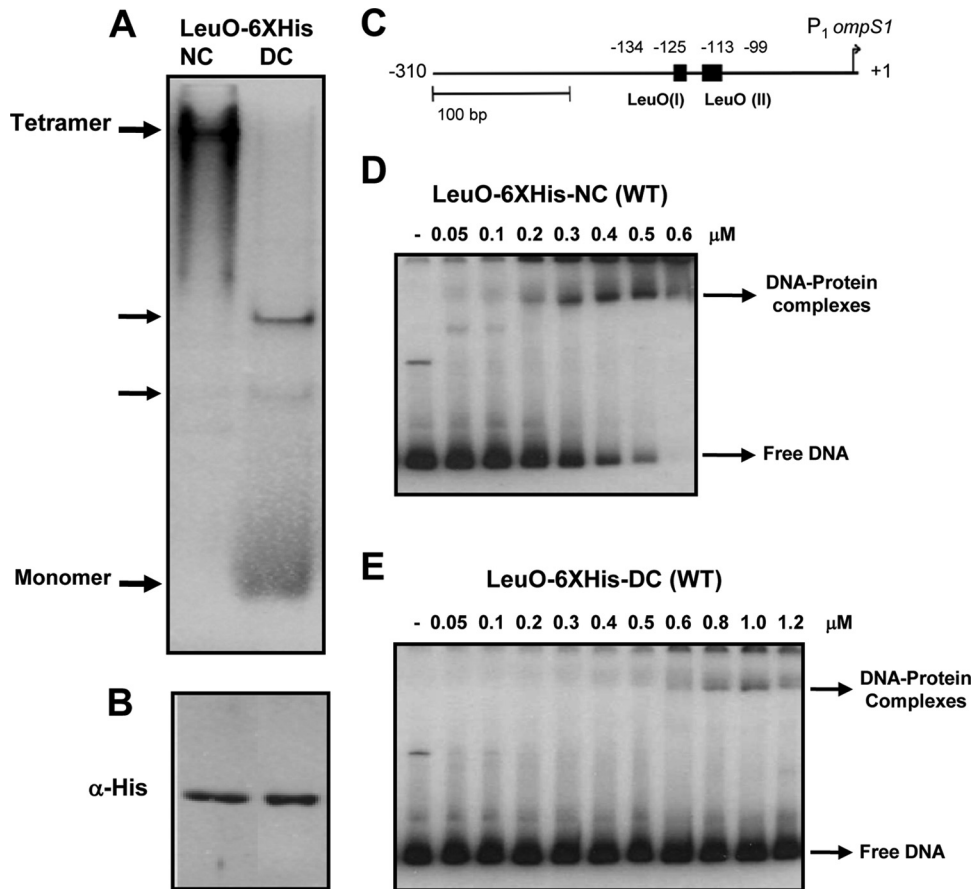 A
LeuO-6XHis
NC DC
Tetramer
Monomer
B
α-His
C
P1 ompS1
-134 -125 -113 -99
-310
+1
LeuO(I) LeuO (II)
100 bp
D
LeuO-6XHis-NC (WT)
- 0.05 0.1 0.2 0.3 0.4 0.5 0.6 μM
DNA-Protein
complexes
Free DNA
E
LeuO-6XHis-DC (WT)
- 0.05 0.1 0.2 0.3 0.4 0.5 0.6 0.8 1.0 1.2 μM
DNA-Protein
Complexes
Free DNA